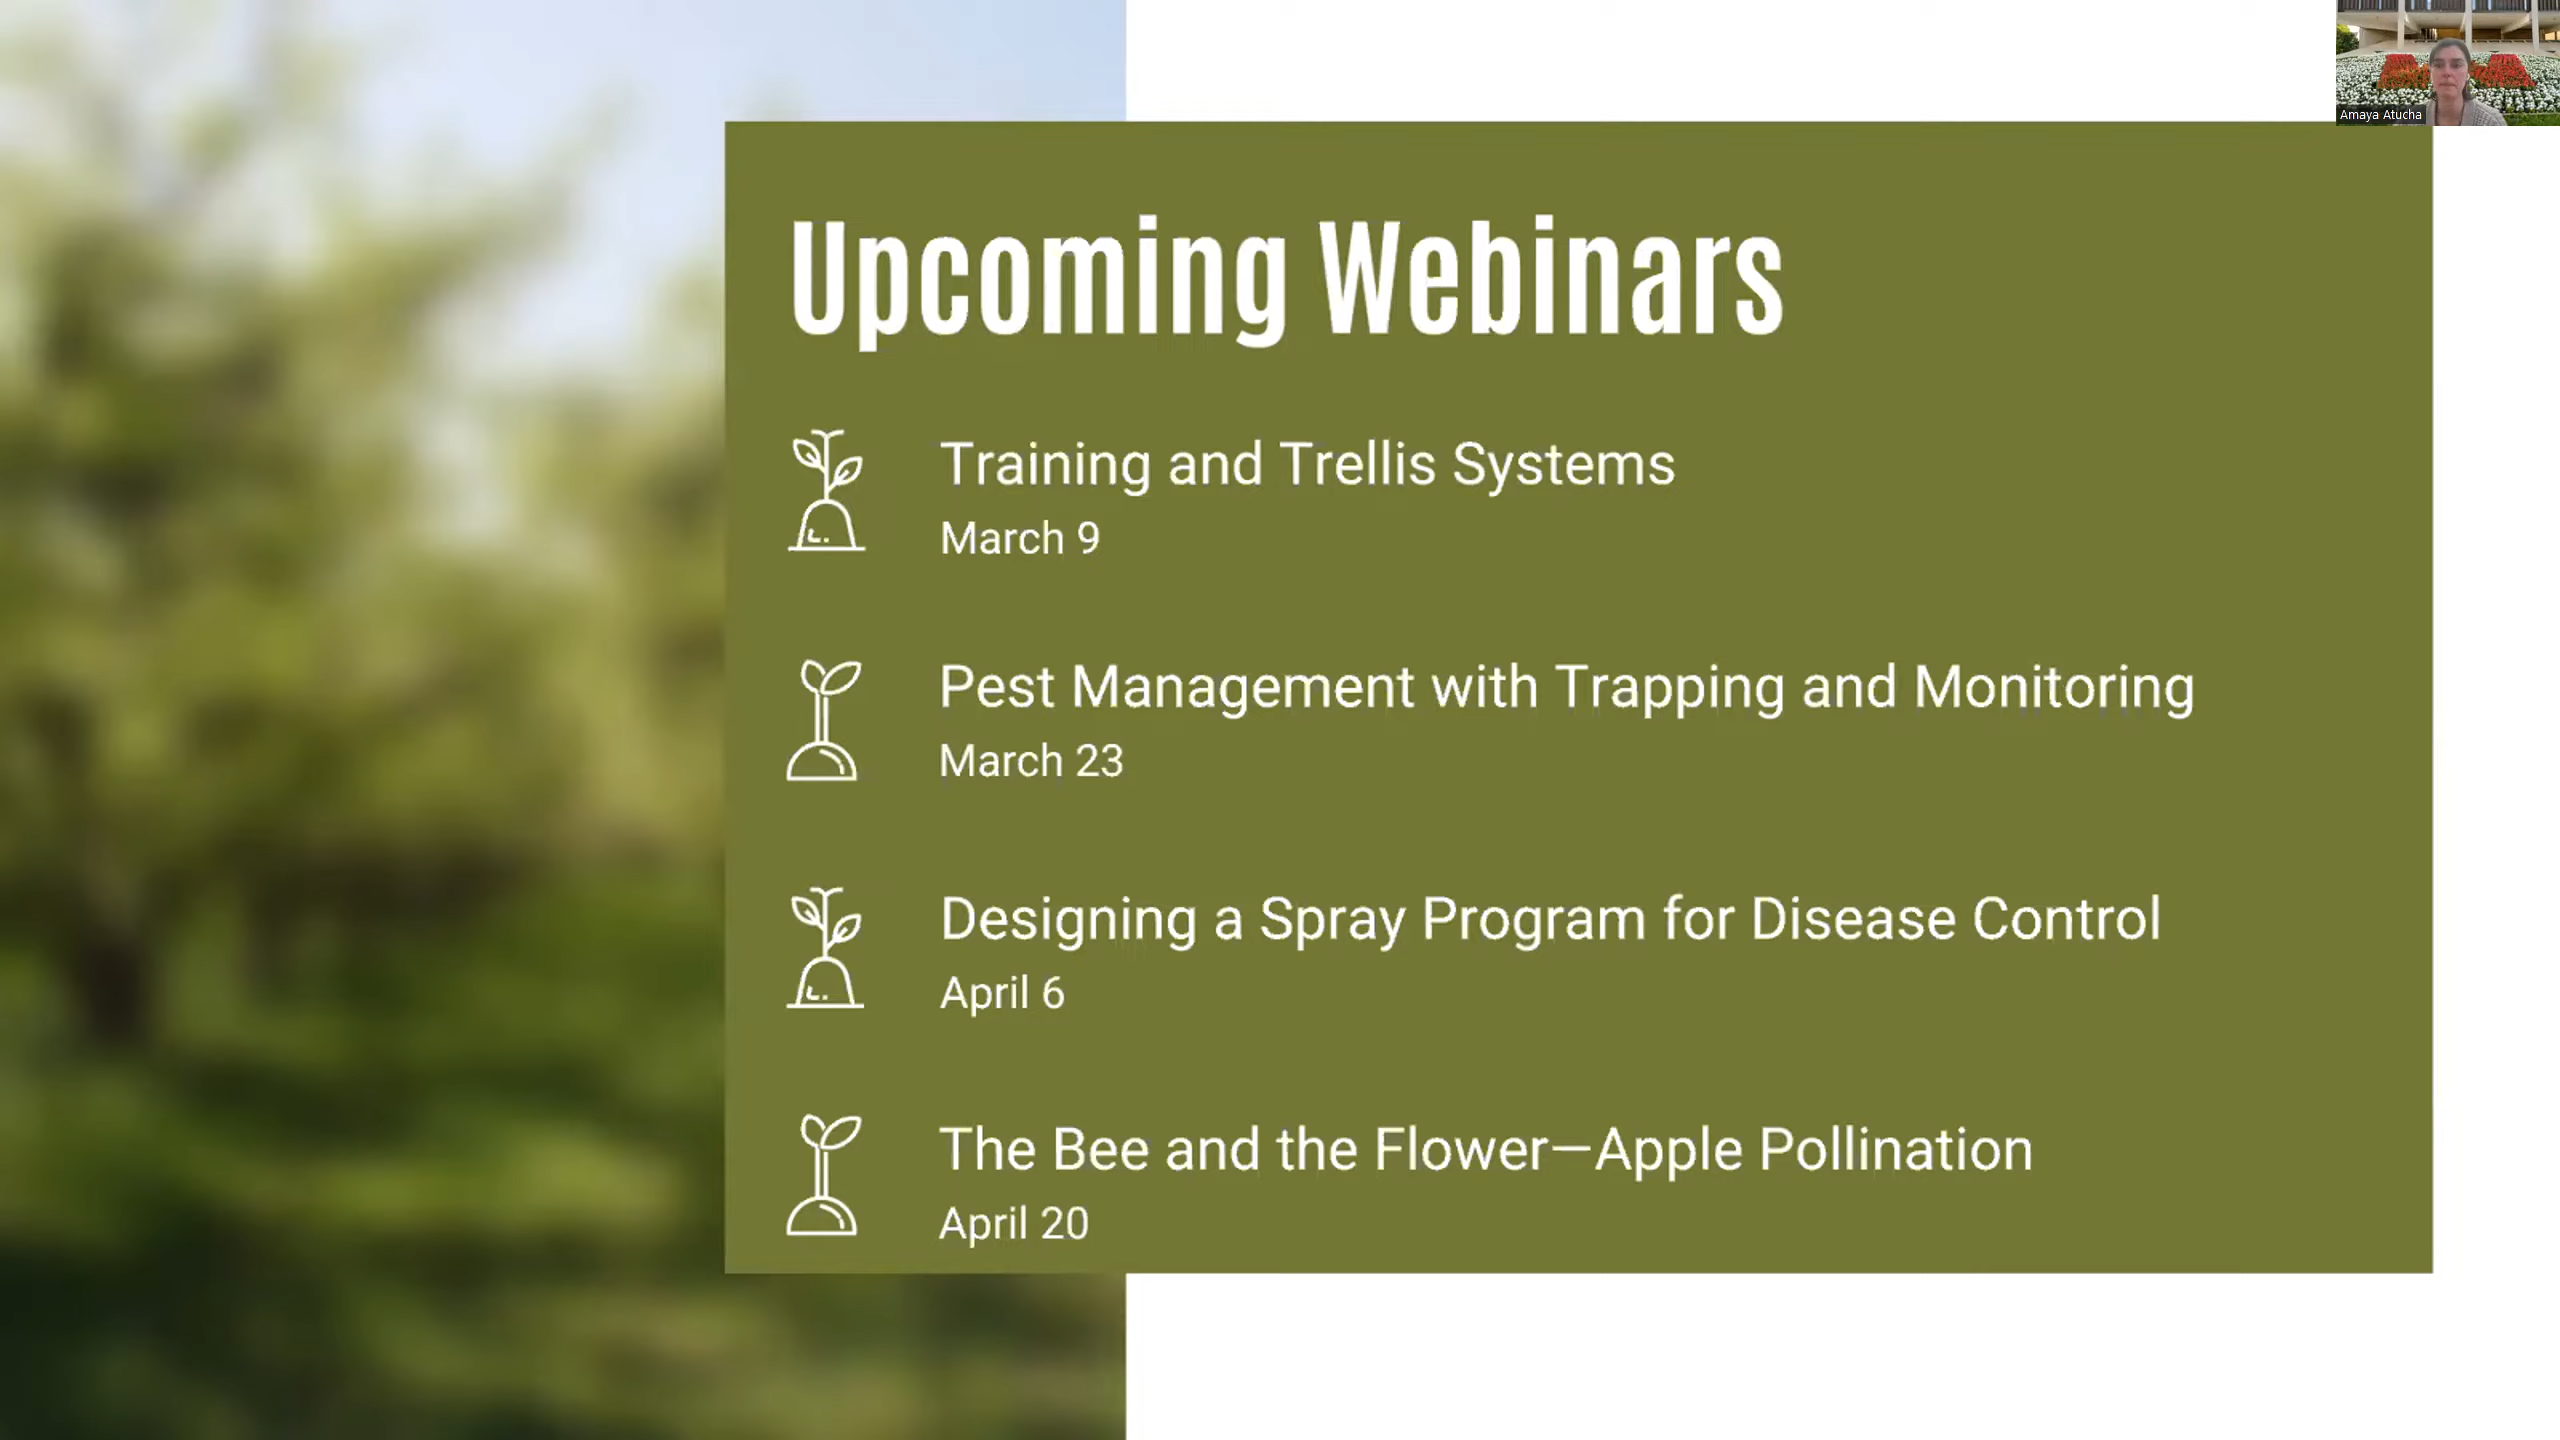 Amaya Atucha
Upcoming Webinars
Training and Trellis Systems
March 9
Pest Management with Trapping and Monitoring
March 23
Designing a Spray Program for Disease Control
April 6
The Bee and the Flower—Apple Pollination
April 20